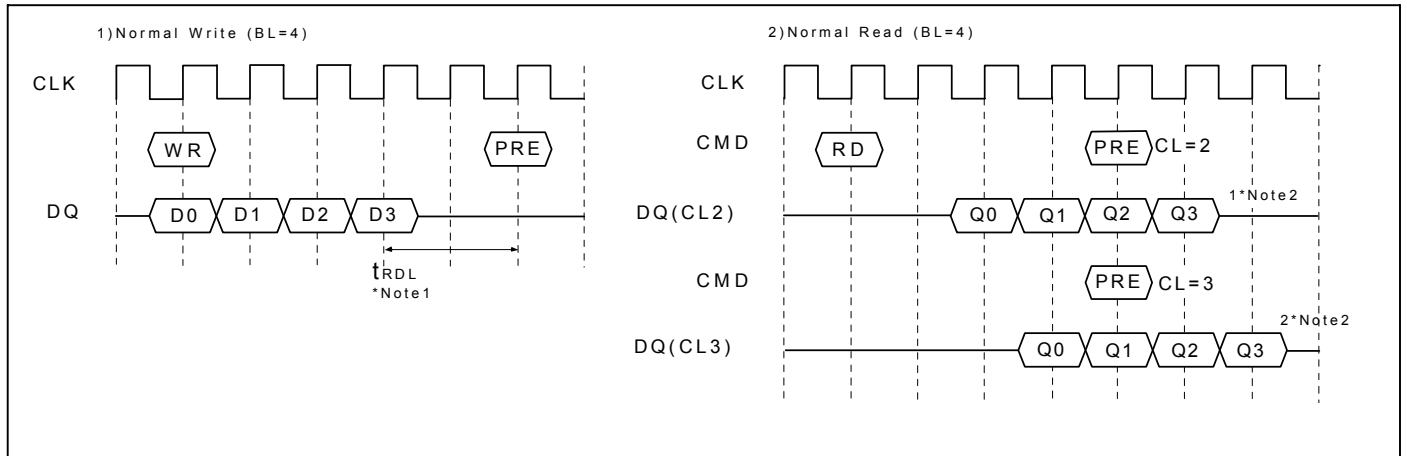 1)Normal Write (BL=4)
CLK
WR
PRE
DQ
D0 D1 D2 D3
tRDL
*Note1
2)Normal Read (BL=4)
CLK
CMD
RD
PRE CL=2
DQ(CL2)
Q0 Q1 Q2 Q3
1*Note2
CMD
PRE CL=3
DQ(CL3)
Q0 Q1 Q2 Q3
2*Note2